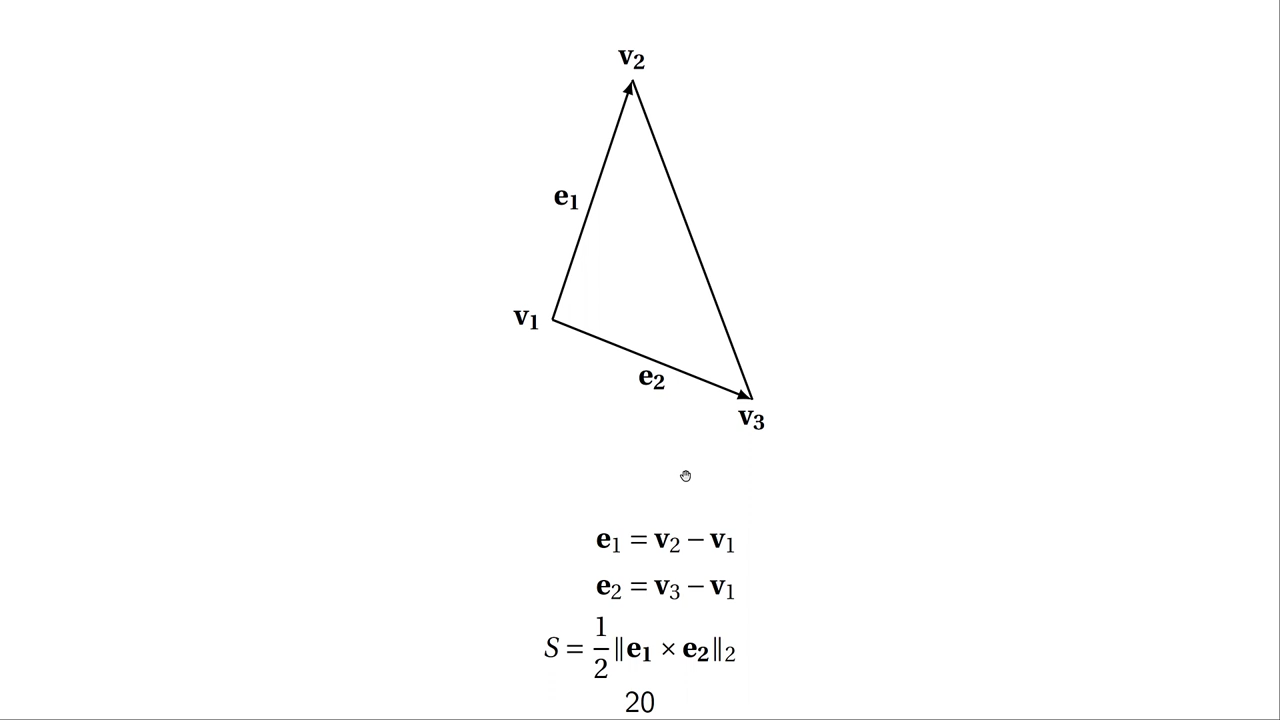 v₂
e₁
v₁
e₂
v₃
e₁ = v₂ − v₁
e₂ = v₃ − v₁
S = 1/2 ‖e₁ × e₂‖₂
20